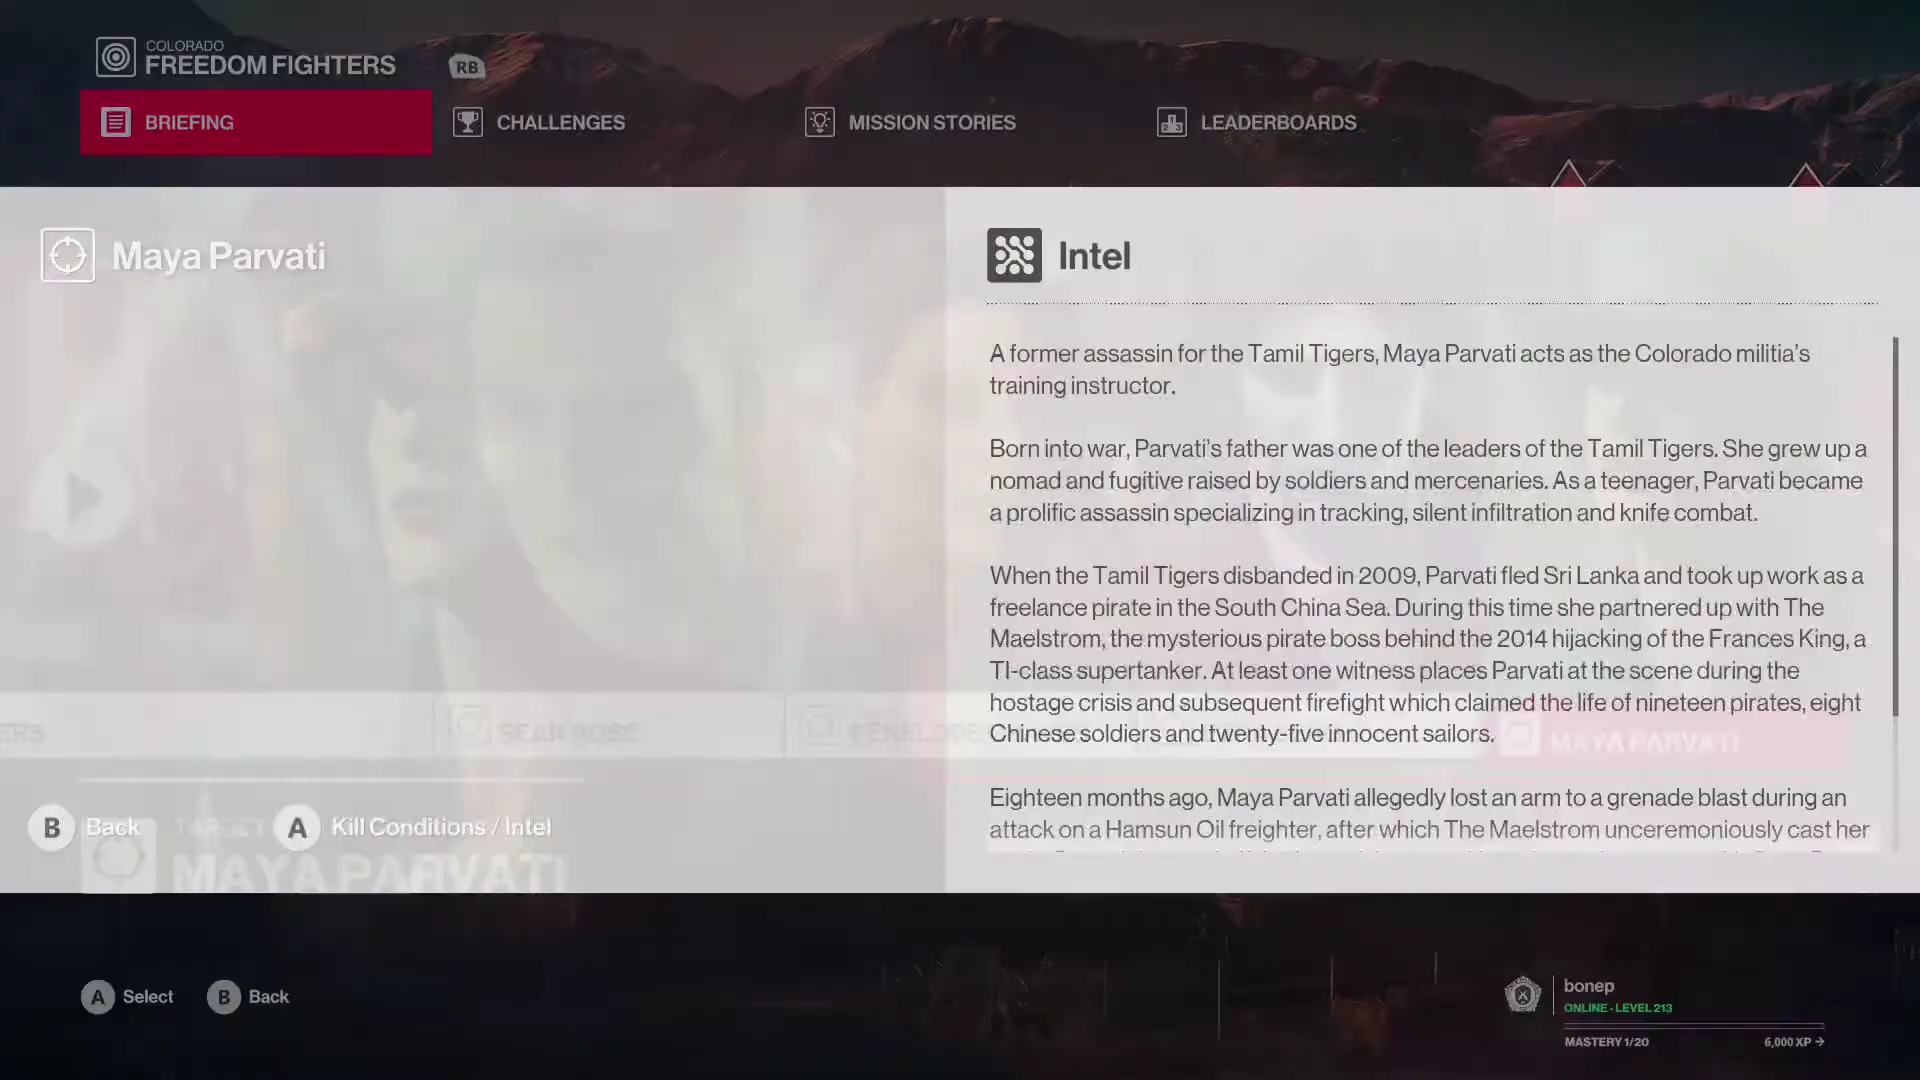 COLORADO
FREEDOM FIGHTERS
RB
BRIEFING
CHALLENGES
MISSION STORIES
LEADERBOARDS
Maya Parvati
Intel
A former assassin for the Tamil Tigers, Maya Parvati acts as the Colorado militia's
training instructor.
Born into war, Parvati's father was one of the leaders of the Tamil Tigers. She grew up a
nomad and fugitive raised by soldiers and mercenaries. As a teenager, Parvati became
a prolific assassin specializing in tracking, silent infiltration and knife combat.
When the Tamil Tigers disbanded in 2009, Parvati fled Sri Lanka and took up work as a
freelance pirate in the South China Sea. During this time she partnered up with The
Maelstrom, the mysterious pirate boss behind the 2014 hijacking of the Frances King, a
TI-class supertanker. At least one witness places Parvati at the scene during the
hostage crisis and subsequent firefight which claimed the life of nineteen pirates, eight
Chinese soldiers and twenty-five innocent sailors.
Eighteen months ago, Maya Parvati allegedly lost an arm to a grenade blast during an
attack on a Hamsun Oil freighter, after which The Maelstrom unceremoniously cast her
ERS
SEAN ROSE
PENELOPE
MAYA PARVATI
B Back
A Kill Conditions / Intel
TARGET
MAYA PARVATI
A Select
B Back
bonep
ONLINE - LEVEL 213
MASTERY 1/20
6,000 XP →